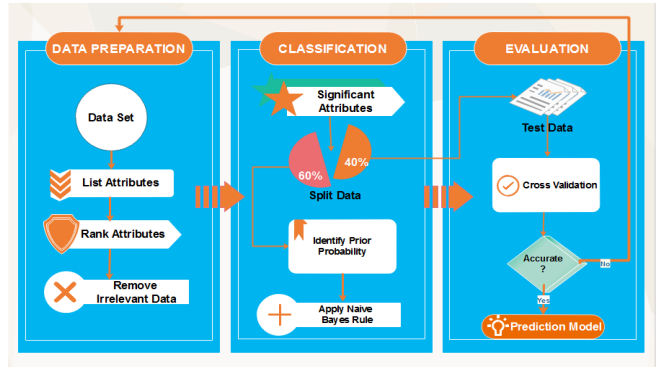 DATA PREPARATION
Data Set
List Attributes
Rank Attributes
Remove
Irrelevant Data
CLASSIFICATION
Significant
Attributes
60%
40%
Split Data
Identify Prior
Probability
Apply Naive
Bayes Rule
EVALUATION
Test Data
Cross Validation
Accurate
?
No
Yes
Prediction Model